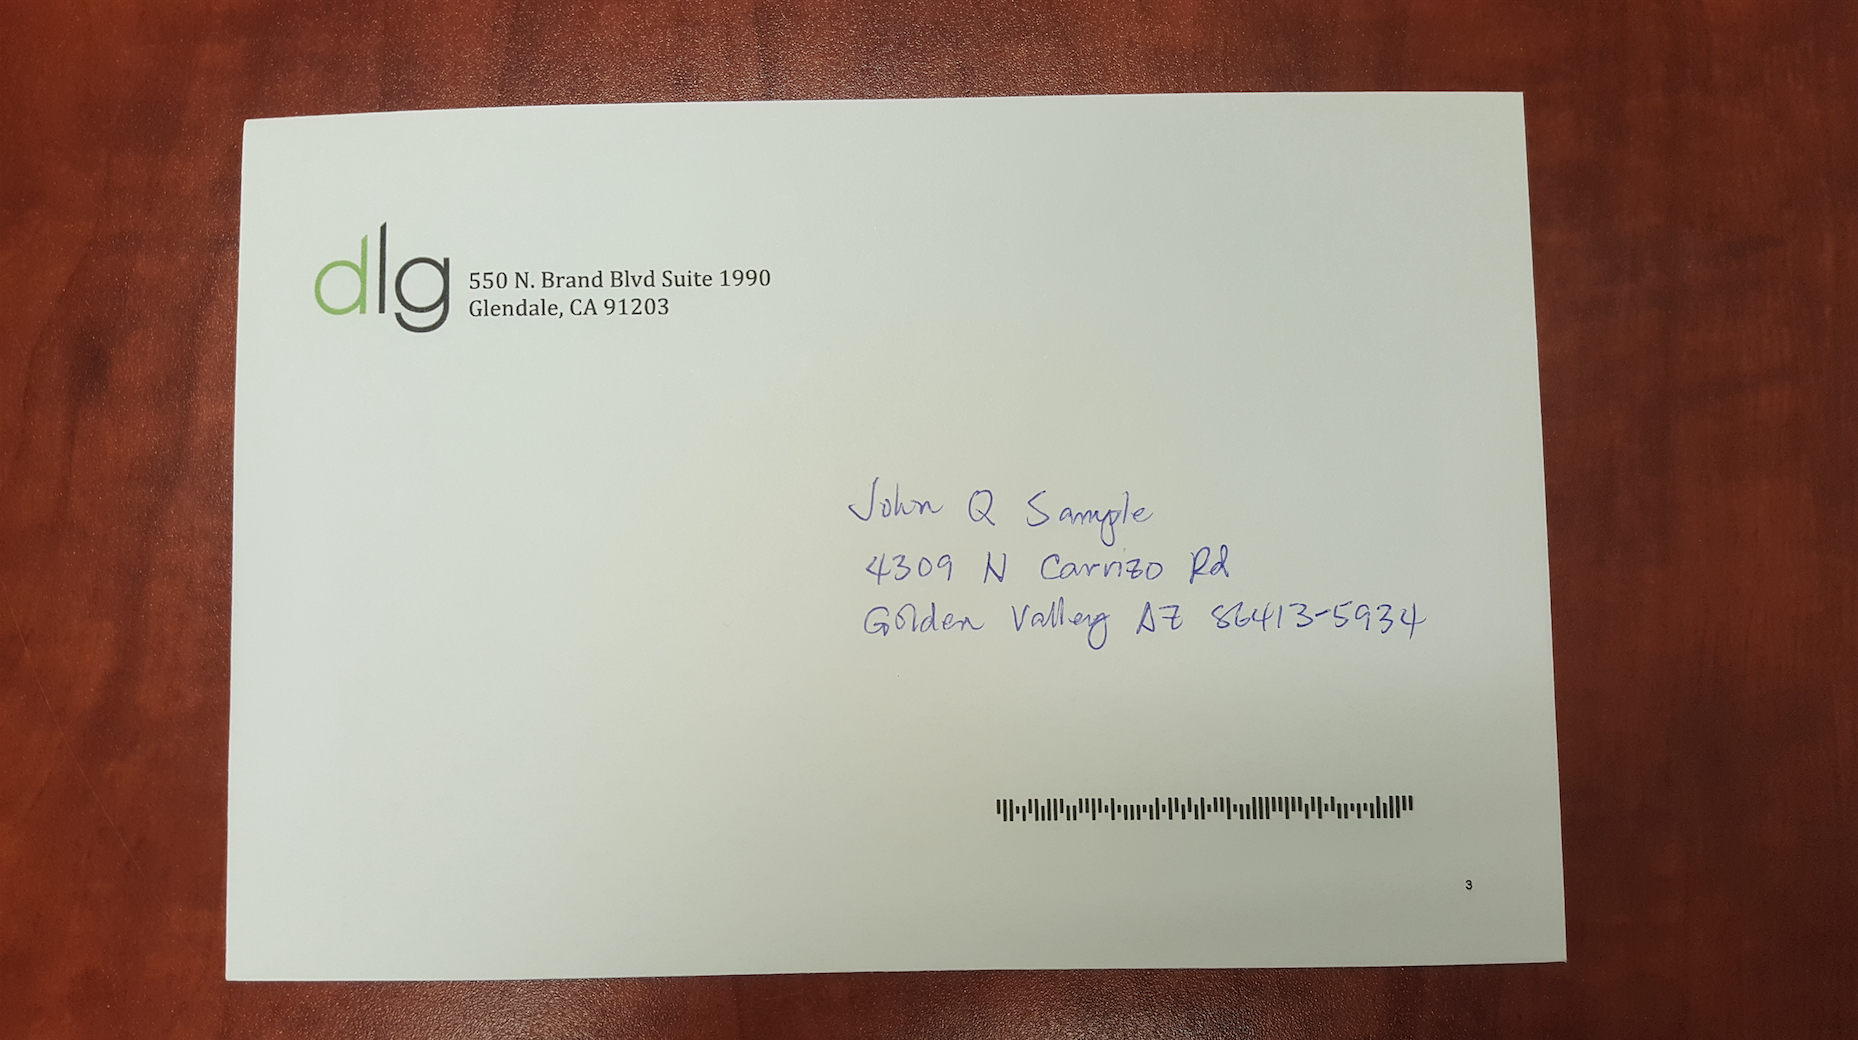 dlg
550 N. Brand Blvd Suite 1990
Glendale, CA 91203
John Q Sample
4309 N Carrizo Rd
Golden Valley AZ 86413-5934
3